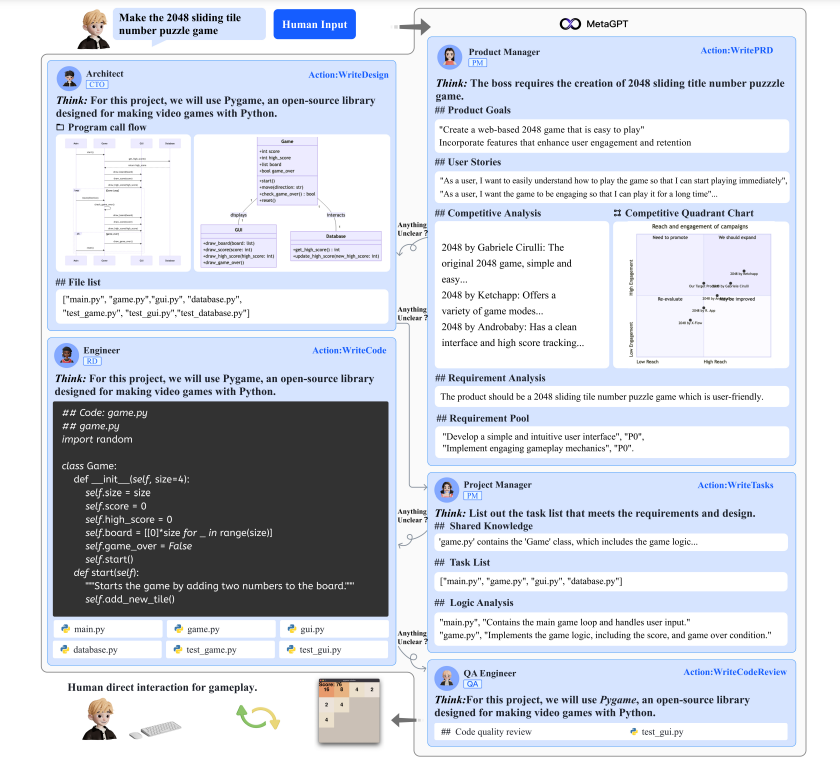 Make the 2048 sliding tile
number puzzle game
Human Input
MetaGPT
Product Manager
PM
Action:WritePRD
Think: The boss requires the creation of 2048 sliding title number puzzzle
game.
## Product Goals
"Create a web-based 2048 game that is easy to play"
Incorporate features that enhance user engagement and retention
## User Stories
"As a user, I want to easily understand how to play the game so that I can start playing immediately",
"As a user, I want the game to be engaging so that I can play it for a long time"...
## Competitive Analysis
2048 by Gabriele Cirulli: The
original 2048 game, simple and
easy...
2048 by Ketchapp: Offers a
variety of game modes...
2048 by Androbaby: Has a clean
interface and high score tracking...
Competitive Quadrant Chart
Reach and engagement of campaigns
Need to promote
We should expand
High Engagement
2048 by Ketchapp
Our Target Product
2048 by Gabriele Cirulli
Re-evaluate
May be improved
Low Engagement
Low Reach
High Reach
## Requirement Analysis
The product should be a 2048 sliding tile number puzzle game which is user-friendly.
## Requirement Pool
"Develop a simple and intuitive user interface", "P0",
"Implement engaging gameplay mechanics", "P0".
Architect
CTO
Action:WriteDesign
Think: For this project, we will use Pygame, an open-source library
designed for making video games with Python.
Program call flow
Game
+int score
+int high_score
+list board
+bool game_over
+start()
+move(direction: str)
+check_game_over() : bool
+reset()
displays
interacts
GUI
+draw_board(board: list)
+draw_score(score: int)
+draw_high_score(high_score: int)
+draw_game_over()
Database
+get_high_score() : int
+update_high_score(new_high_score: int)
## File list
["main.py", "game.py","gui.py", "database.py",
"test_game.py", "test_gui.py","test_database.py"]
Anything
Unclear ?
Anything
Unclear ?
Engineer
RD
Action:WriteCode
Think: For this project, we will use Pygame, an open-source library
designed for making video games with Python.
## Code: game.py
## game.py
import random
class Game:
def __init__(self, size=4):
self.size = size
self.score = 0
self.high_score = 0
self.board = [[0]*size for _ in range(size)]
self.game_over = False
self.start()
def start(self):
"""Starts the game by adding two numbers to the board."""
self.add_new_tile()
main.py
game.py
gui.py
database.py
test_game.py
test_gui.py
Anything
Unclear ?
Anything
Unclear ?
Project Manager
PM
Action:WriteTasks
Think: List out the task list that meets the requirements and design.
## Shared Knowledge
'game.py' contains the 'Game' class, which includes the game logic...
## Task List
["main.py", "game.py", "gui.py", "database.py"]
## Logic Analysis
"main.py", "Contains the main game loop and handles user input."
"game.py", "Implements the game logic, including the score, and game over condition."
QA Engineer
QA
Action:WriteCodeReview
Think:For this project, we will use Pygame, an open-source library
designed for making video games with Python.
## Code quality review
test_gui.py
Human direct interaction for gameplay.
Score: 76
16 8 4 2
2 4
4